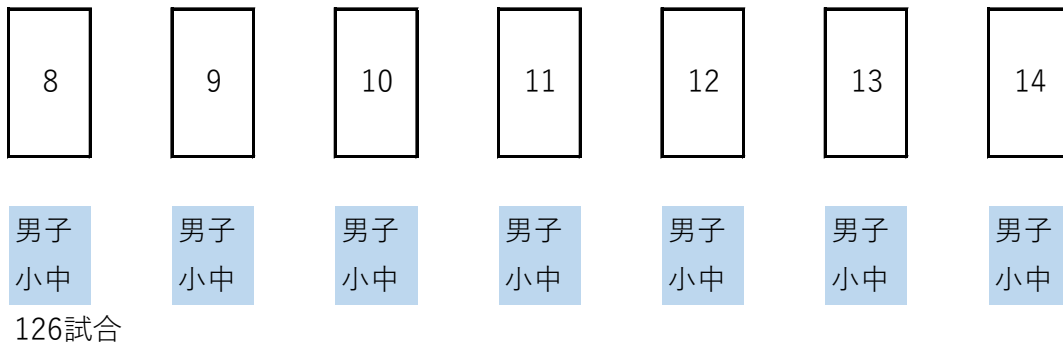 8 9 10 11 12 13 14
男子 男子 男子 男子 男子 男子 男子
小中 小中 小中 小中 小中 小中 小中
126試合